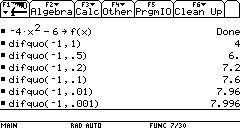 F1 F2 F3 F4 F5 F6
Algebra Calc Other PrgmIO Clean Up
▪ -4·x² - 6 → f(x) Done
▪ difquo(-1,1) 4
▪ difquo(-1,.5) 6.
▪ difquo(-1,.2) 7.2
▪ difquo(-1,.1) 7.6
▪ difquo(-1,.01) 7.96
▪ difquo(-1,.001) 7.996
MAIN RAD AUTO FUNC 7/30